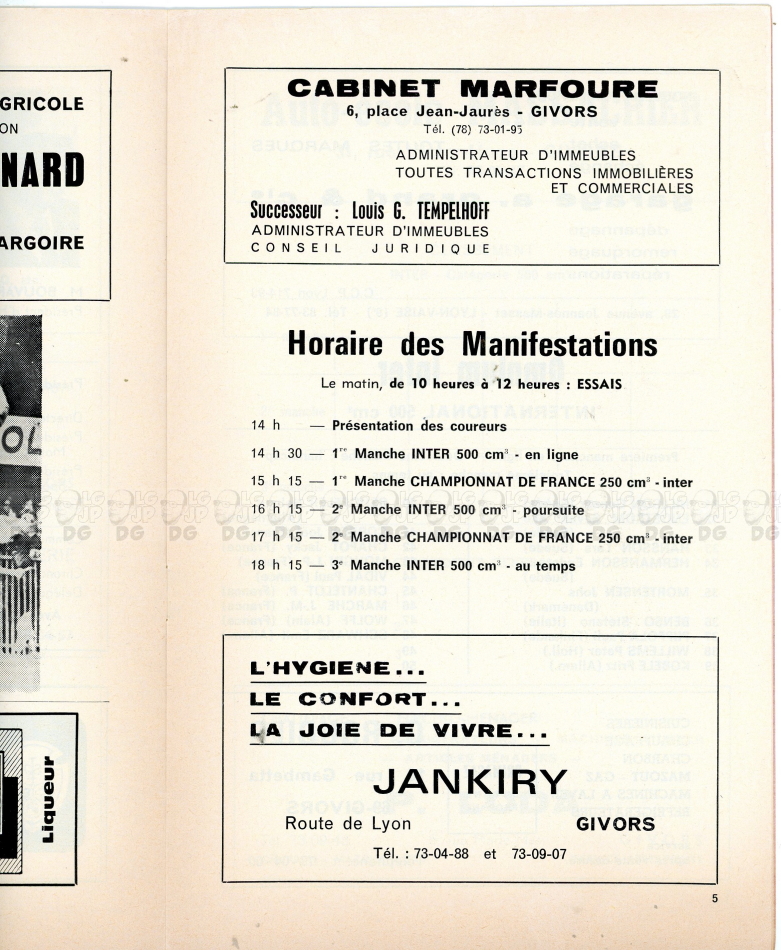 GRICOLE
ON
NARD
ARGOIRE
OL
Liqueur
CABINET MARFOURE
6, place Jean-Jaurès - GIVORS
Tél. (78) 73-01-95
ADMINISTRATEUR D'IMMEUBLES
TOUTES TRANSACTIONS IMMOBILIÈRES
ET COMMERCIALES
Successeur : Louis G. TEMPELHOFF
ADMINISTRATEUR D'IMMEUBLES
CONSEIL JURIDIQUE
Horaire des Manifestations
Le matin, de 10 heures à 12 heures : ESSAIS
14 h — Présentation des coureurs
14 h 30 — 1re Manche INTER 500 cm³ - en ligne
15 h 15 — 1re Manche CHAMPIONNAT DE FRANCE 250 cm³ - inter
16 h 15 — 2e Manche INTER 500 cm³ - poursuite
17 h 15 — 2e Manche CHAMPIONNAT DE FRANCE 250 cm³ - inter
18 h 15 — 3e Manche INTER 500 cm³ - au temps
L'HYGIENE...
LE CONFORT...
LA JOIE DE VIVRE...
JANKIRY
Route de Lyon GIVORS
Tél. : 73-04-88 et 73-09-07
5